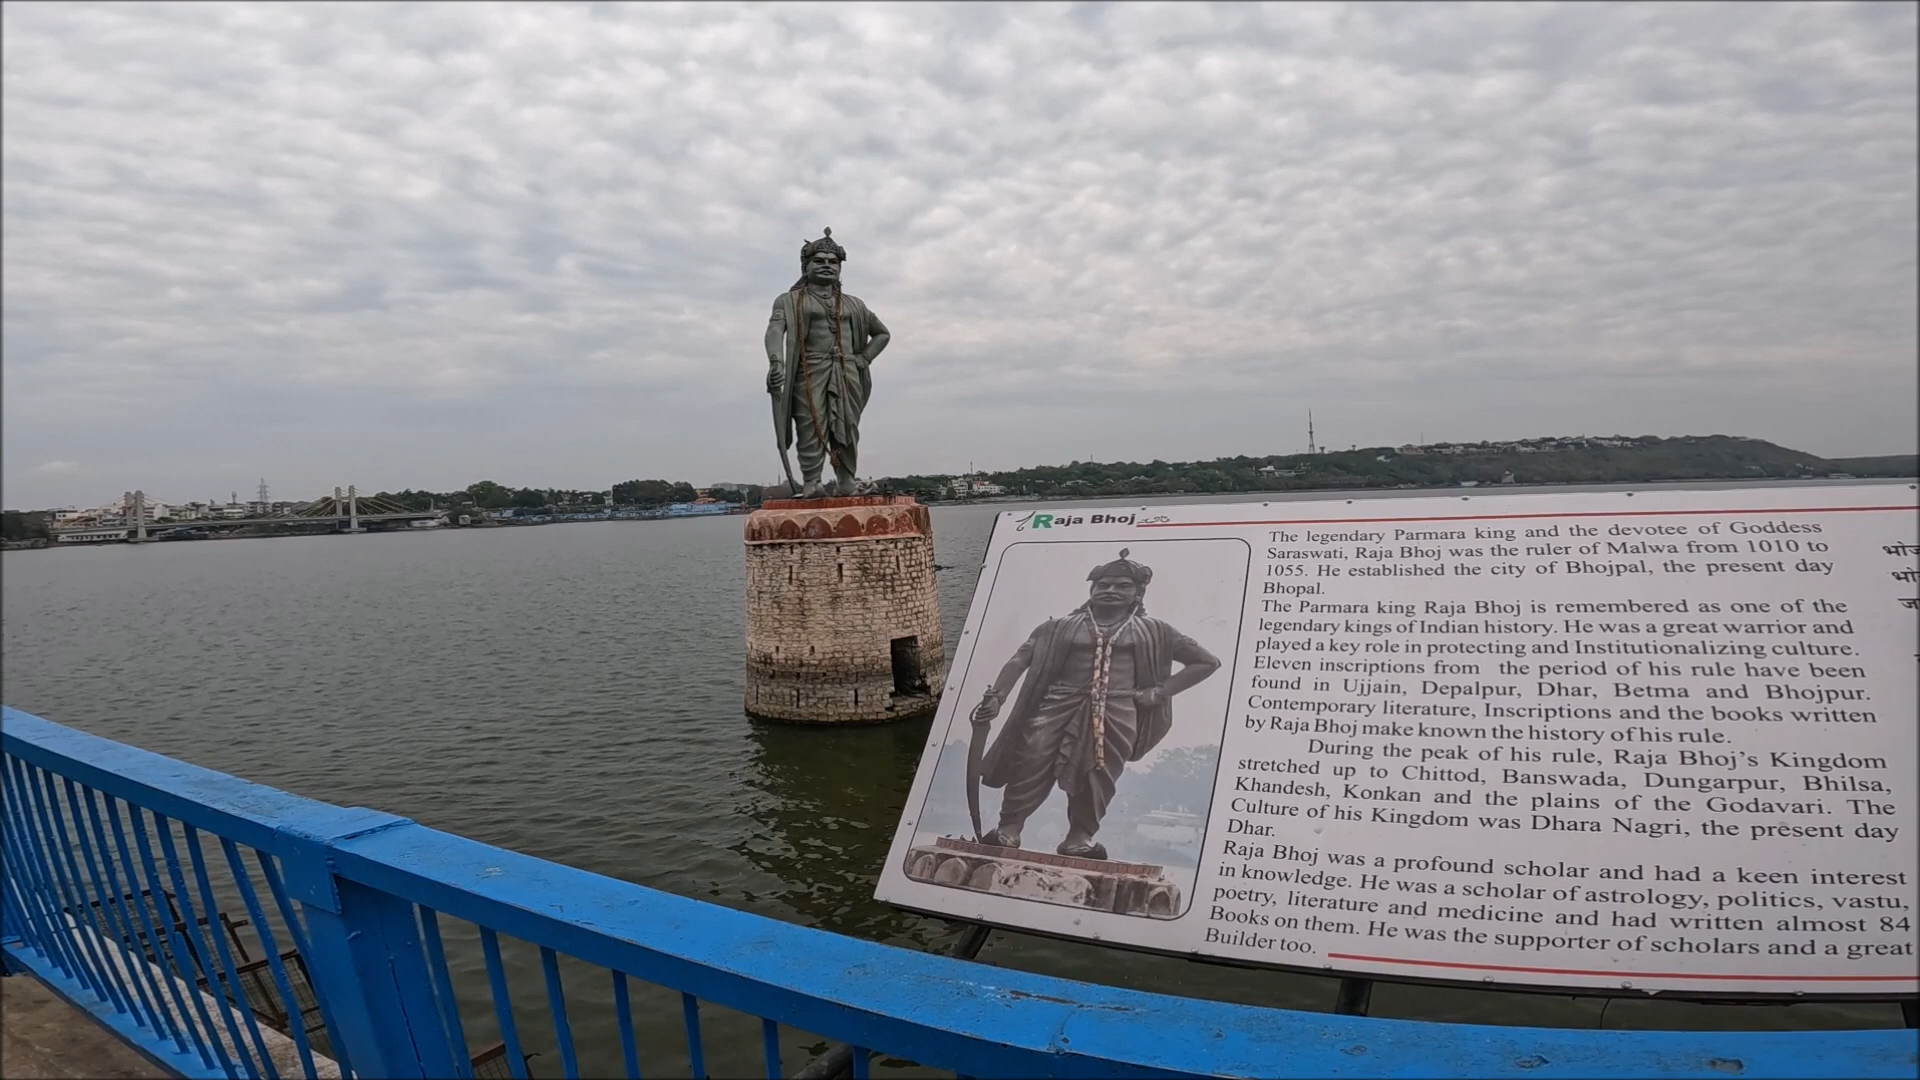 Raja Bhoj
The legendary Parmara king and the devotee of Goddess
Saraswati, Raja Bhoj was the ruler of Malwa from 1010 to
1055. He established the city of Bhojpal, the present day
Bhopal.
The Parmara king Raja Bhoj is remembered as one of the
legendary kings of Indian history. He was a great warrior and
played a key role in protecting and Institutionalizing culture.
Eleven inscriptions from the period of his rule have been
found in Ujjain, Depalpur, Dhar, Betma and Bhojpur.
Contemporary literature, Inscriptions and the books written
by Raja Bhoj make known the history of his rule.
During the peak of his rule, Raja Bhoj's Kingdom
stretched up to Chittod, Banswada, Dungarpur, Bhilsa,
Khandesh, Konkan and the plains of the Godavari. The
Culture of his Kingdom was Dhara Nagri, the present day
Dhar.
Raja Bhoj was a profound scholar and had a keen interest
in knowledge. He was a scholar of astrology, politics, vastu,
poetry, literature and medicine and had written almost 84
Books on them. He was the supporter of scholars and a great
Builder too.